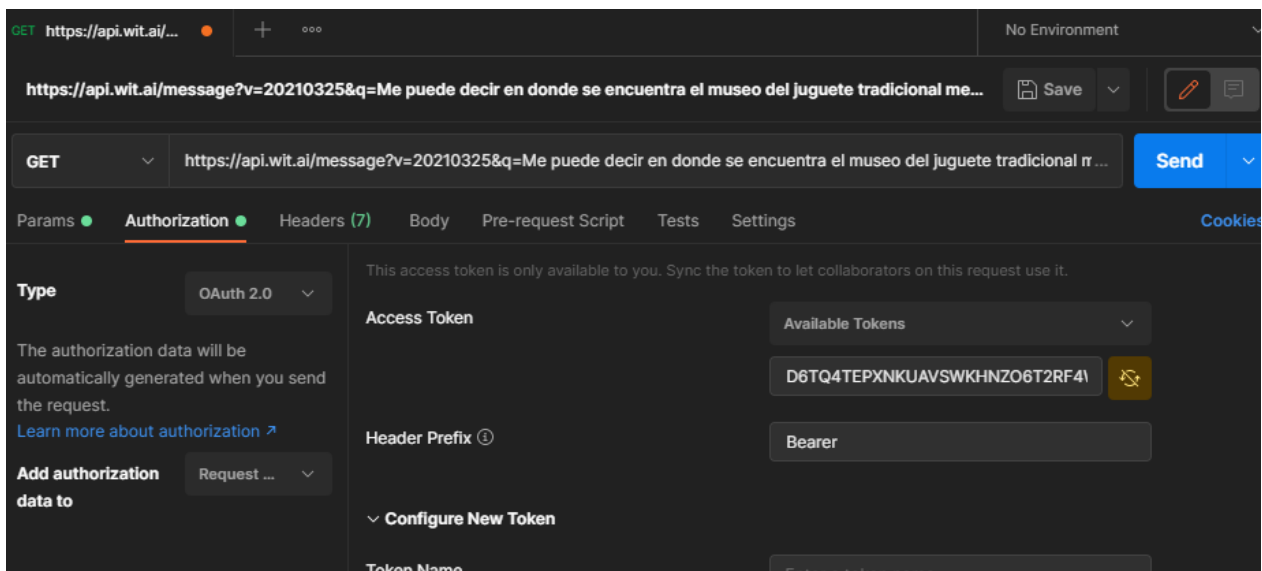 GET https://api.wit.ai/...
No Environment
https://api.wit.ai/message?v=20210325&q=Me puede decir en donde se encuentra el museo del juguete tradicional me...
Save
GET
https://api.wit.ai/message?v=20210325&q=Me puede decir en donde se encuentra el museo del juguete tradicional m...
Send
Params Authorization Headers (7) Body Pre-request Script Tests Settings Cookies
This access token is only available to you. Sync the token to let collaborators on this request use it.
Type
OAuth 2.0
Access Token
Available Tokens
The authorization data will be
automatically generated when you send
the request.
Learn more about authorization ↗
D6TQ4TEPXNKUAVSWKHNZO6T2RF4
Header Prefix
Bearer
Add authorization
data to
Request ...
Configure New Token
Token Name